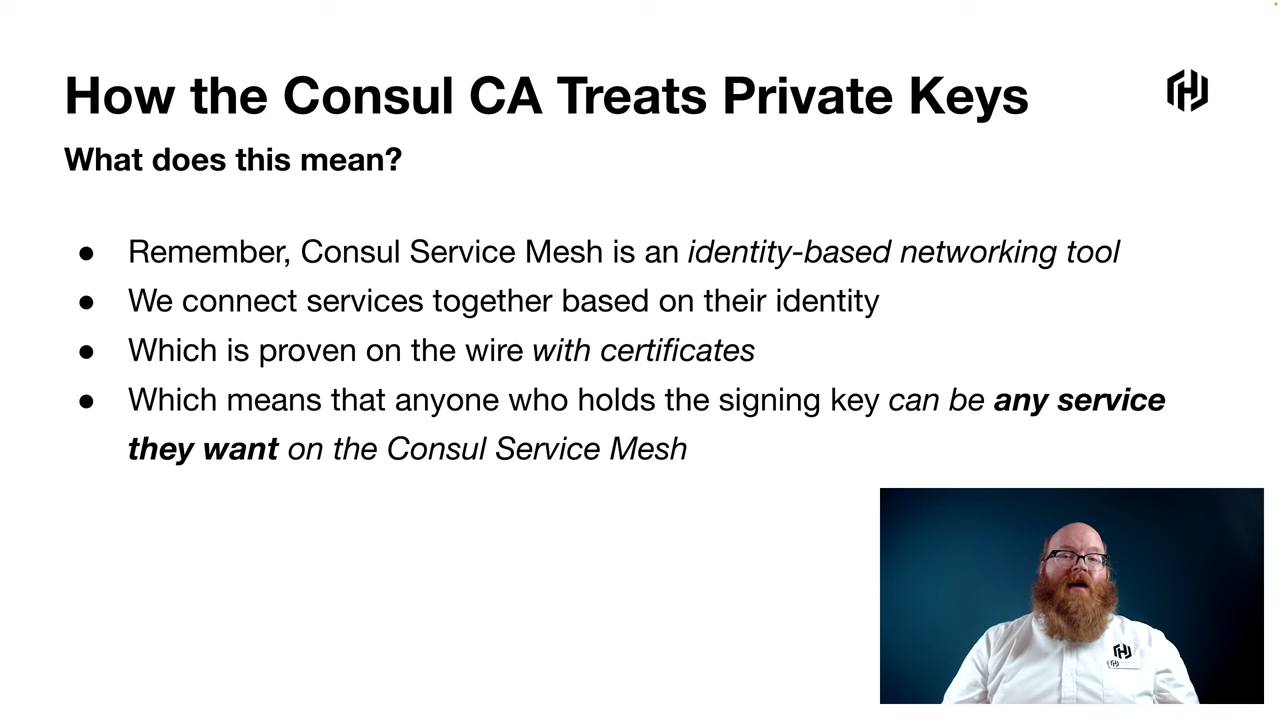 How the Consul CA Treats Private Keys
What does this mean?
● Remember, Consul Service Mesh is an identity-based networking tool
● We connect services together based on their identity
● Which is proven on the wire with certificates
● Which means that anyone who holds the signing key can be any service
they want on the Consul Service Mesh